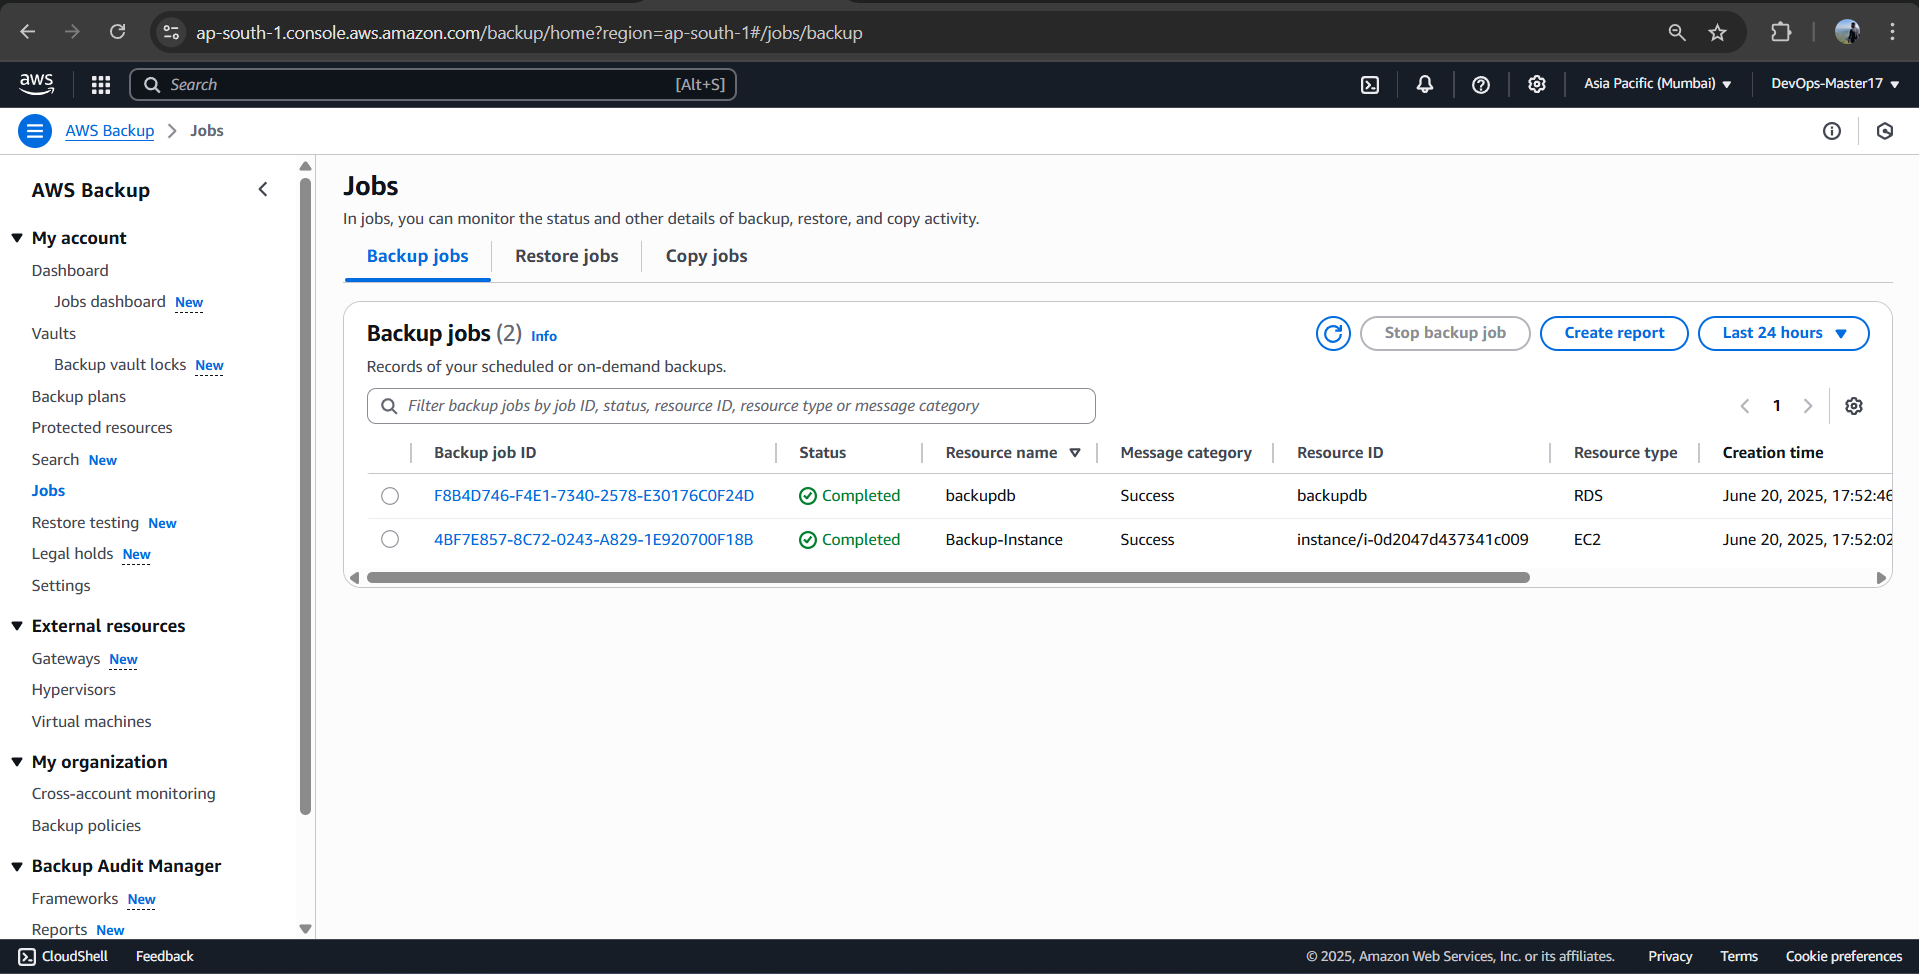 ap-south-1.console.aws.amazon.com/backup/home?region=ap-south-1#/jobs/backup
aws
Search [Alt+S]
Asia Pacific (Mumbai)
DevOps-Master17
AWS Backup > Jobs
AWS Backup
My account
Dashboard
Jobs dashboard New
Vaults
Backup vault locks New
Backup plans
Protected resources
Search New
Jobs
Restore testing New
Legal holds New
Settings
External resources
Gateways New
Hypervisors
Virtual machines
My organization
Cross-account monitoring
Backup policies
Backup Audit Manager
Frameworks New
Reports New
Jobs
In jobs, you can monitor the status and other details of backup, restore, and copy activity.
Backup jobs Restore jobs Copy jobs
Backup jobs (2) Info
Stop backup job Create report Last 24 hours
Records of your scheduled or on-demand backups.
Filter backup jobs by job ID, status, resource ID, resource type or message category
1
Backup job ID Status Resource name Message category Resource ID Resource type Creation time
F8B4D746-F4E1-7340-2578-E30176C0F24D Completed backupdb Success backupdb RDS June 20, 2025, 17:52:46
4BF7E857-8C72-0243-A829-1E920700F18B Completed Backup-Instance Success instance/i-0d2047d437341c009 EC2 June 20, 2025, 17:52:02
CloudShell Feedback
© 2025, Amazon Web Services, Inc. or its affiliates. Privacy Terms Cookie preferences